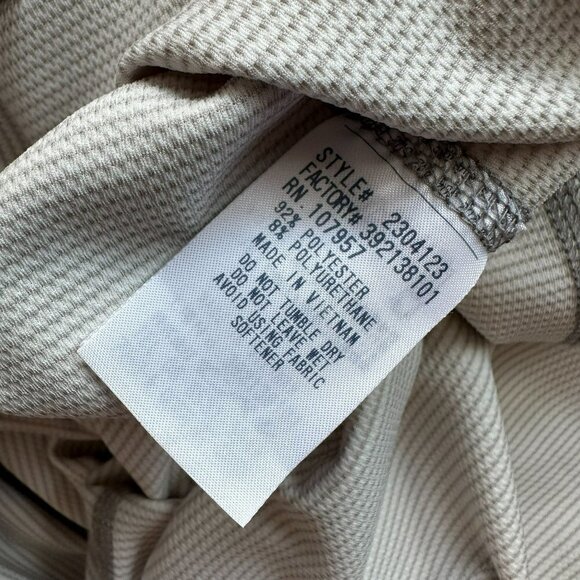 STYLE# 2304123
FACTORY# 392138101
RN 107957
92% POLYESTER
8% POLYURETHANE
MADE IN VIETNAM
DO NOT TUMBLE DRY
DO NOT LEAVE WET
AVOID USING FABRIC
SOFTENER